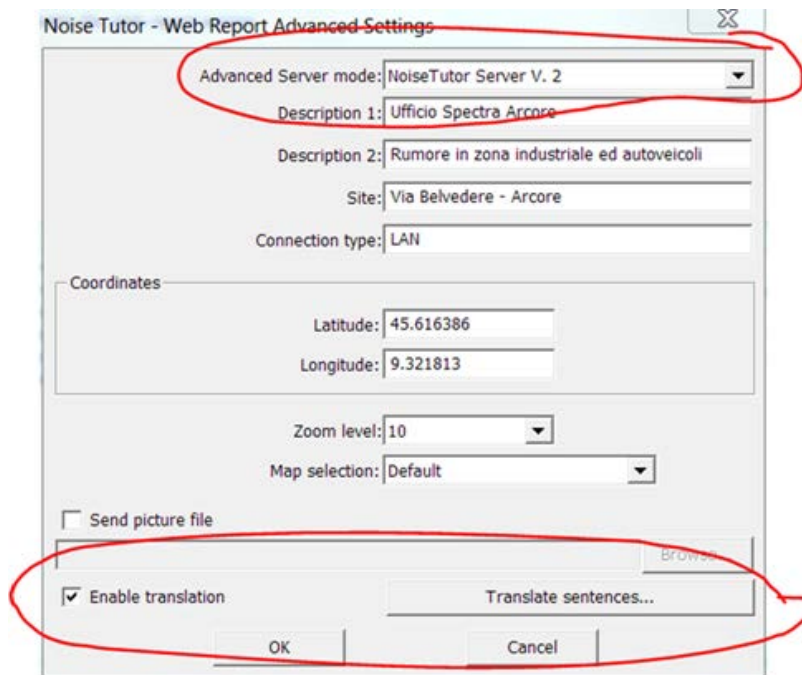 Noise Tutor - Web Report Advanced Settings
Advanced Server mode: NoiseTutor Server V. 2
Description 1: Ufficio Spectra Arcore
Description 2: Rumore in zona industriale ed autoveicoli
Site: Via Belvedere - Arcore
Connection type: LAN
Coordinates
Latitude: 45.616386
Longitude: 9.321813
Zoom level: 10
Map selection: Default
Send picture file
Browse...
Enable translation Translate sentences...
OK Cancel